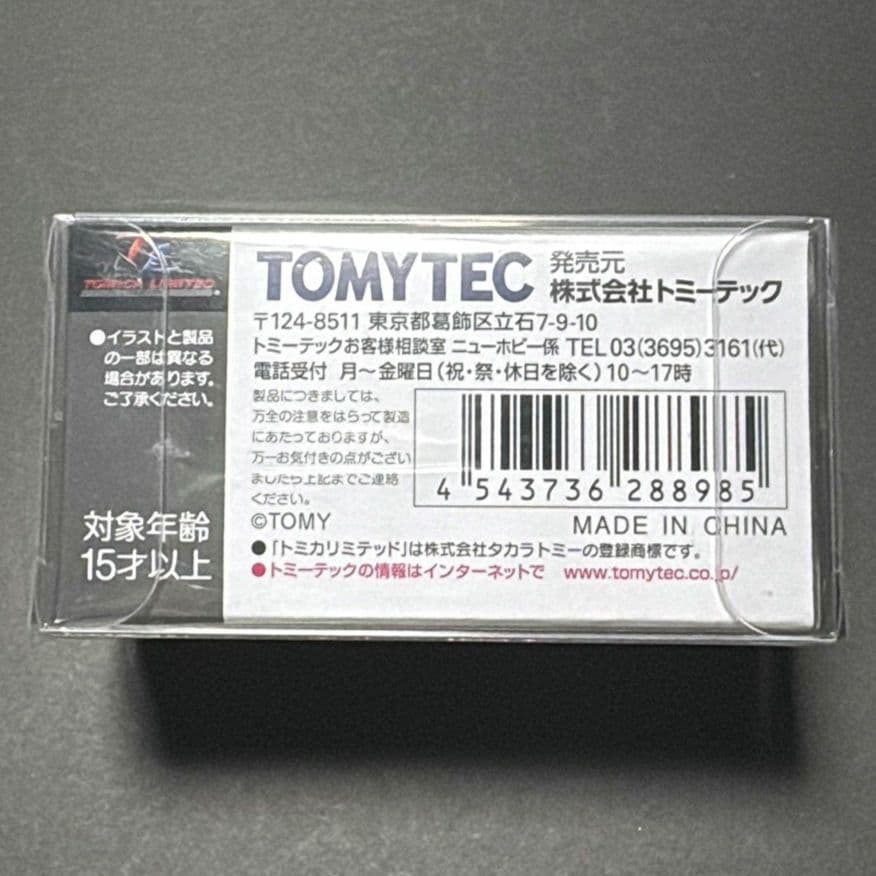 TOMICA LIMITED
●イラストと製品
の一部は異なる
場合があります。
ご了承ください。
対象年齢
15才以上
TOMYTEC 発売元
株式会社トミーテック
〒124-8511 東京都葛飾区立石7-9-10
トミーテックお客様相談室 ニューホビー係 TEL 03(3695)3161(代)
電話受付 月～金曜日(祝・祭・休日を除く)10～17時
製品につきましては、
万全の注意をはらって製造
にあたっておりますが、
万一お気付きの点がござい
ましたら上記までご連絡
ください。
4 543736 288985
©TOMY MADE IN CHINA
●「トミカリミテッド」は株式会社タカラトミーの登録商標です。
●トミーテックの情報はインターネットで www.tomytec.co.jp/